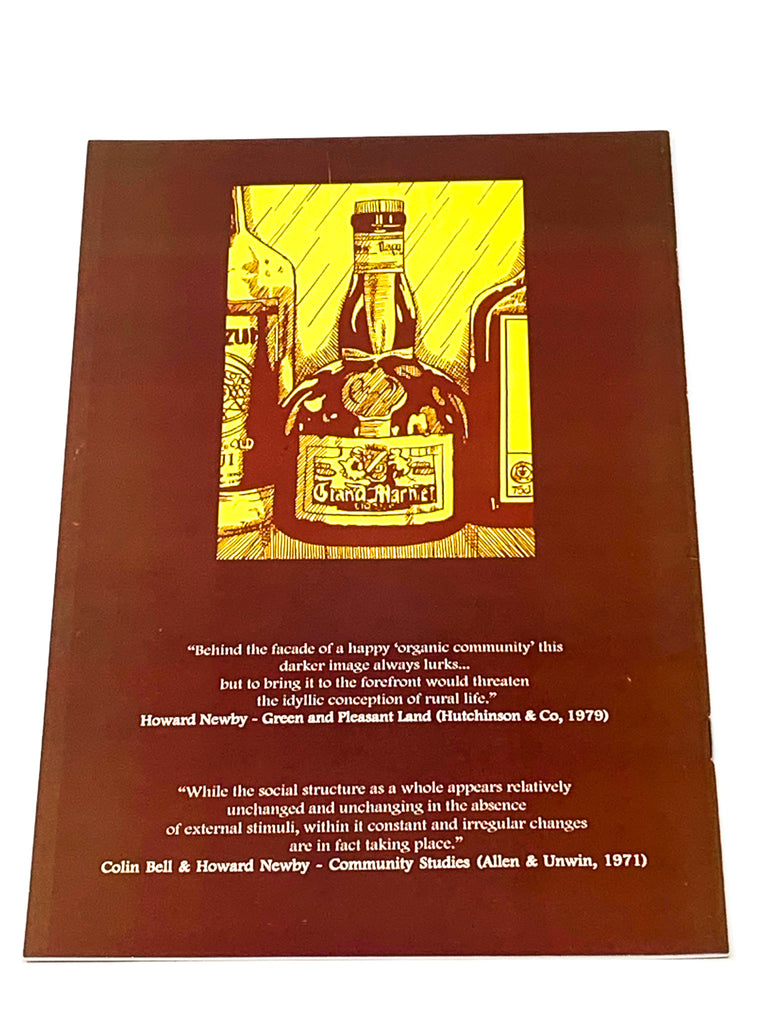 ZUM
OLD
Grand Marnier
"Behind the facade of a happy 'organic community' this
darker image always lurks...
but to bring it to the forefront would threaten
the idyllic conception of rural life."
Howard Newby - Green and Pleasant Land (Hutchinson & Co, 1979)
"While the social structure as a whole appears relatively
unchanged and unchanging in the absence
of external stimuli, within it constant and irregular changes
are in fact taking place."
Colin Bell & Howard Newby - Community Studies (Allen & Unwin, 1971)